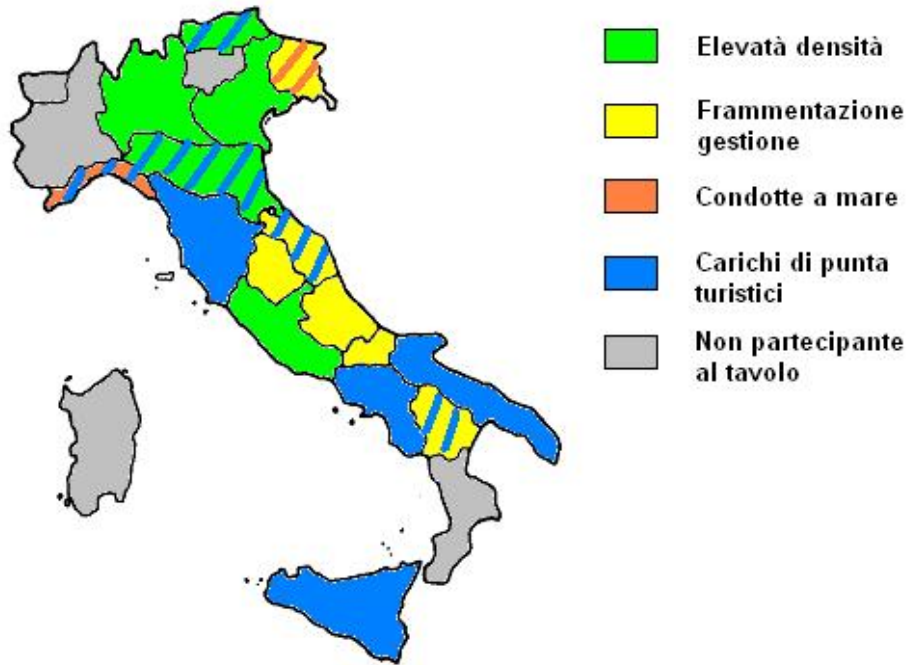 Elevatà densità
Frammentazione
gestione
Condotte a mare
Carichi di punta
turistici
Non partecipante
al tavolo